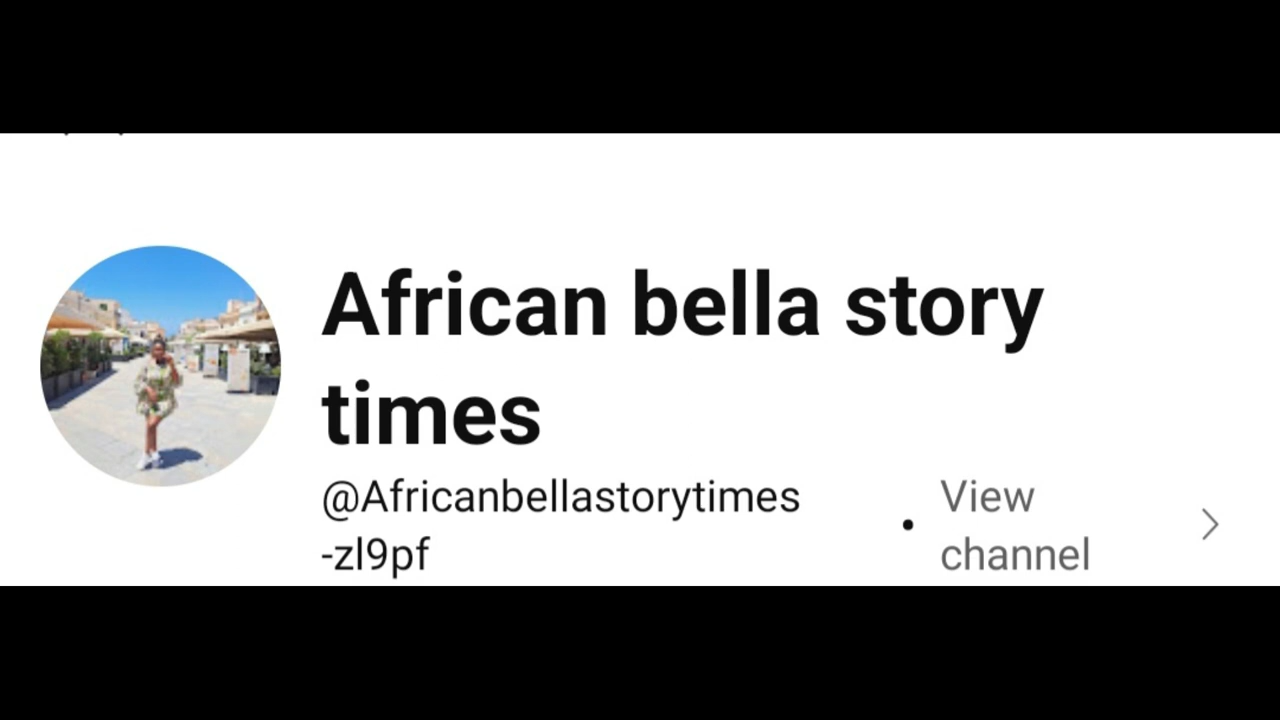 African bella story
times
@Africanbellastorytimes
-zl9pf
• View
channel